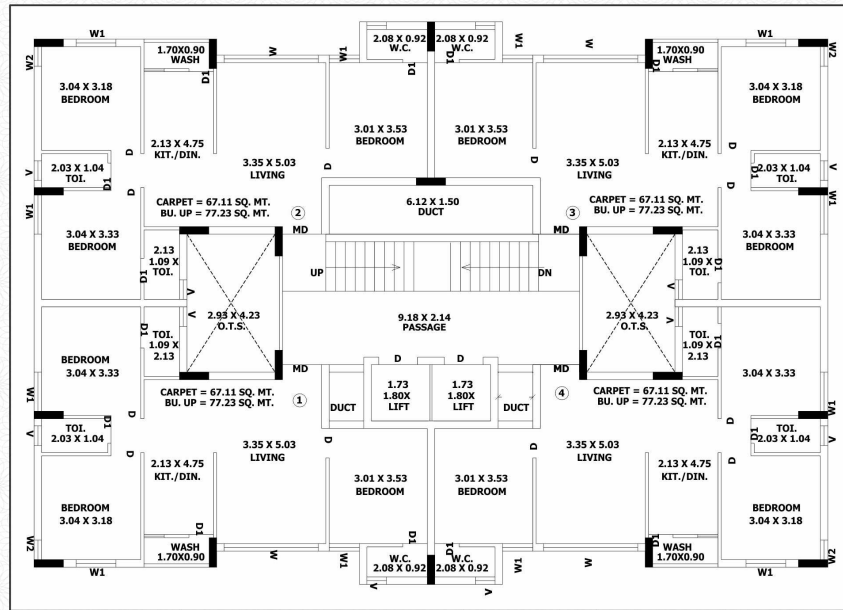 2.08 X 0.92
W.C.
2.08 X 0.92
W.C.
W1
1.70X0.90
WASH
W
W1
W1
W
1.70X0.90
WASH
W1
W2
D1
D1
D1
D1
W2
3.04 X 3.18
BEDROOM
2.13 X 4.75
KIT./DIN.
3.01 X 3.53
BEDROOM
3.01 X 3.53
BEDROOM
2.13 X 4.75
KIT./DIN.
3.04 X 3.18
BEDROOM
D
D
D
D
3.35 X 5.03
LIVING
3.35 X 5.03
LIVING
V
2.03 X 1.04
TOI.
D1
D1
2.03 X 1.04
TOI.
V
D
D
W1
CARPET = 67.11 SQ. MT.
BU. UP = 77.23 SQ. MT.
2
6.12 X 1.50
DUCT
3
CARPET = 67.11 SQ. MT.
BU. UP = 77.23 SQ. MT.
W1
3.04 X 3.33
BEDROOM
MD
MD
3.04 X 3.33
BEDROOM
2.13
1.09 X
TOI.
D1
V
UP
DN
2.13
1.09 X
TOI.
D1
V
2.93 X 4.23
O.T.S.
9.18 X 2.14
PASSAGE
2.93 X 4.23
O.T.S.
V
V
D1
TOI.
1.09 X
2.13
TOI.
1.09 X
2.13
D1
BEDROOM
3.04 X 3.33
MD
D
D
MD
3.04 X 3.33
W1
CARPET = 67.11 SQ. MT.
BU. UP = 77.23 SQ. MT.
1
DUCT
1.73
1.80X
LIFT
1.73
1.80X
LIFT
DUCT
4
CARPET = 67.11 SQ. MT.
BU. UP = 77.23 SQ. MT.
W1
D
D
V
TOI.
2.03 X 1.04
D1
D1
TOI.
2.03 X 1.04
V
D
D
D
D
3.35 X 5.03
LIVING
3.35 X 5.03
LIVING
2.13 X 4.75
KIT./DIN.
3.01 X 3.53
BEDROOM
3.01 X 3.53
BEDROOM
2.13 X 4.75
KIT./DIN.
BEDROOM
3.04 X 3.18
BEDROOM
3.04 X 3.18
D1
D1
D1
D1
W2
WASH
1.70X0.90
W
W1
W.C.
2.08 X 0.92
W.C.
2.08 X 0.92
W1
W
WASH
1.70X0.90
W2
W1
W1
V
V